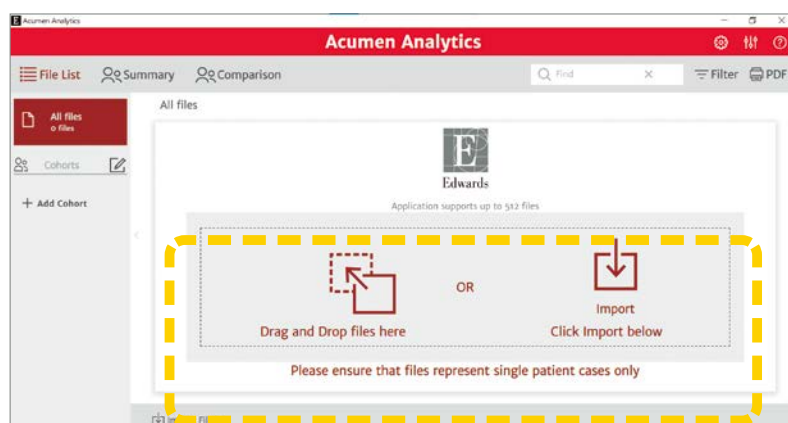 Acumen Analytics
Acumen Analytics
File List Summary Comparison Find Filter PDF
All files
0 files
Cohorts
+ Add Cohort
All files
E
Edwards
Application supports up to 512 files
OR
Import
Drag and Drop files here Click Import below
Please ensure that files represent single patient cases only